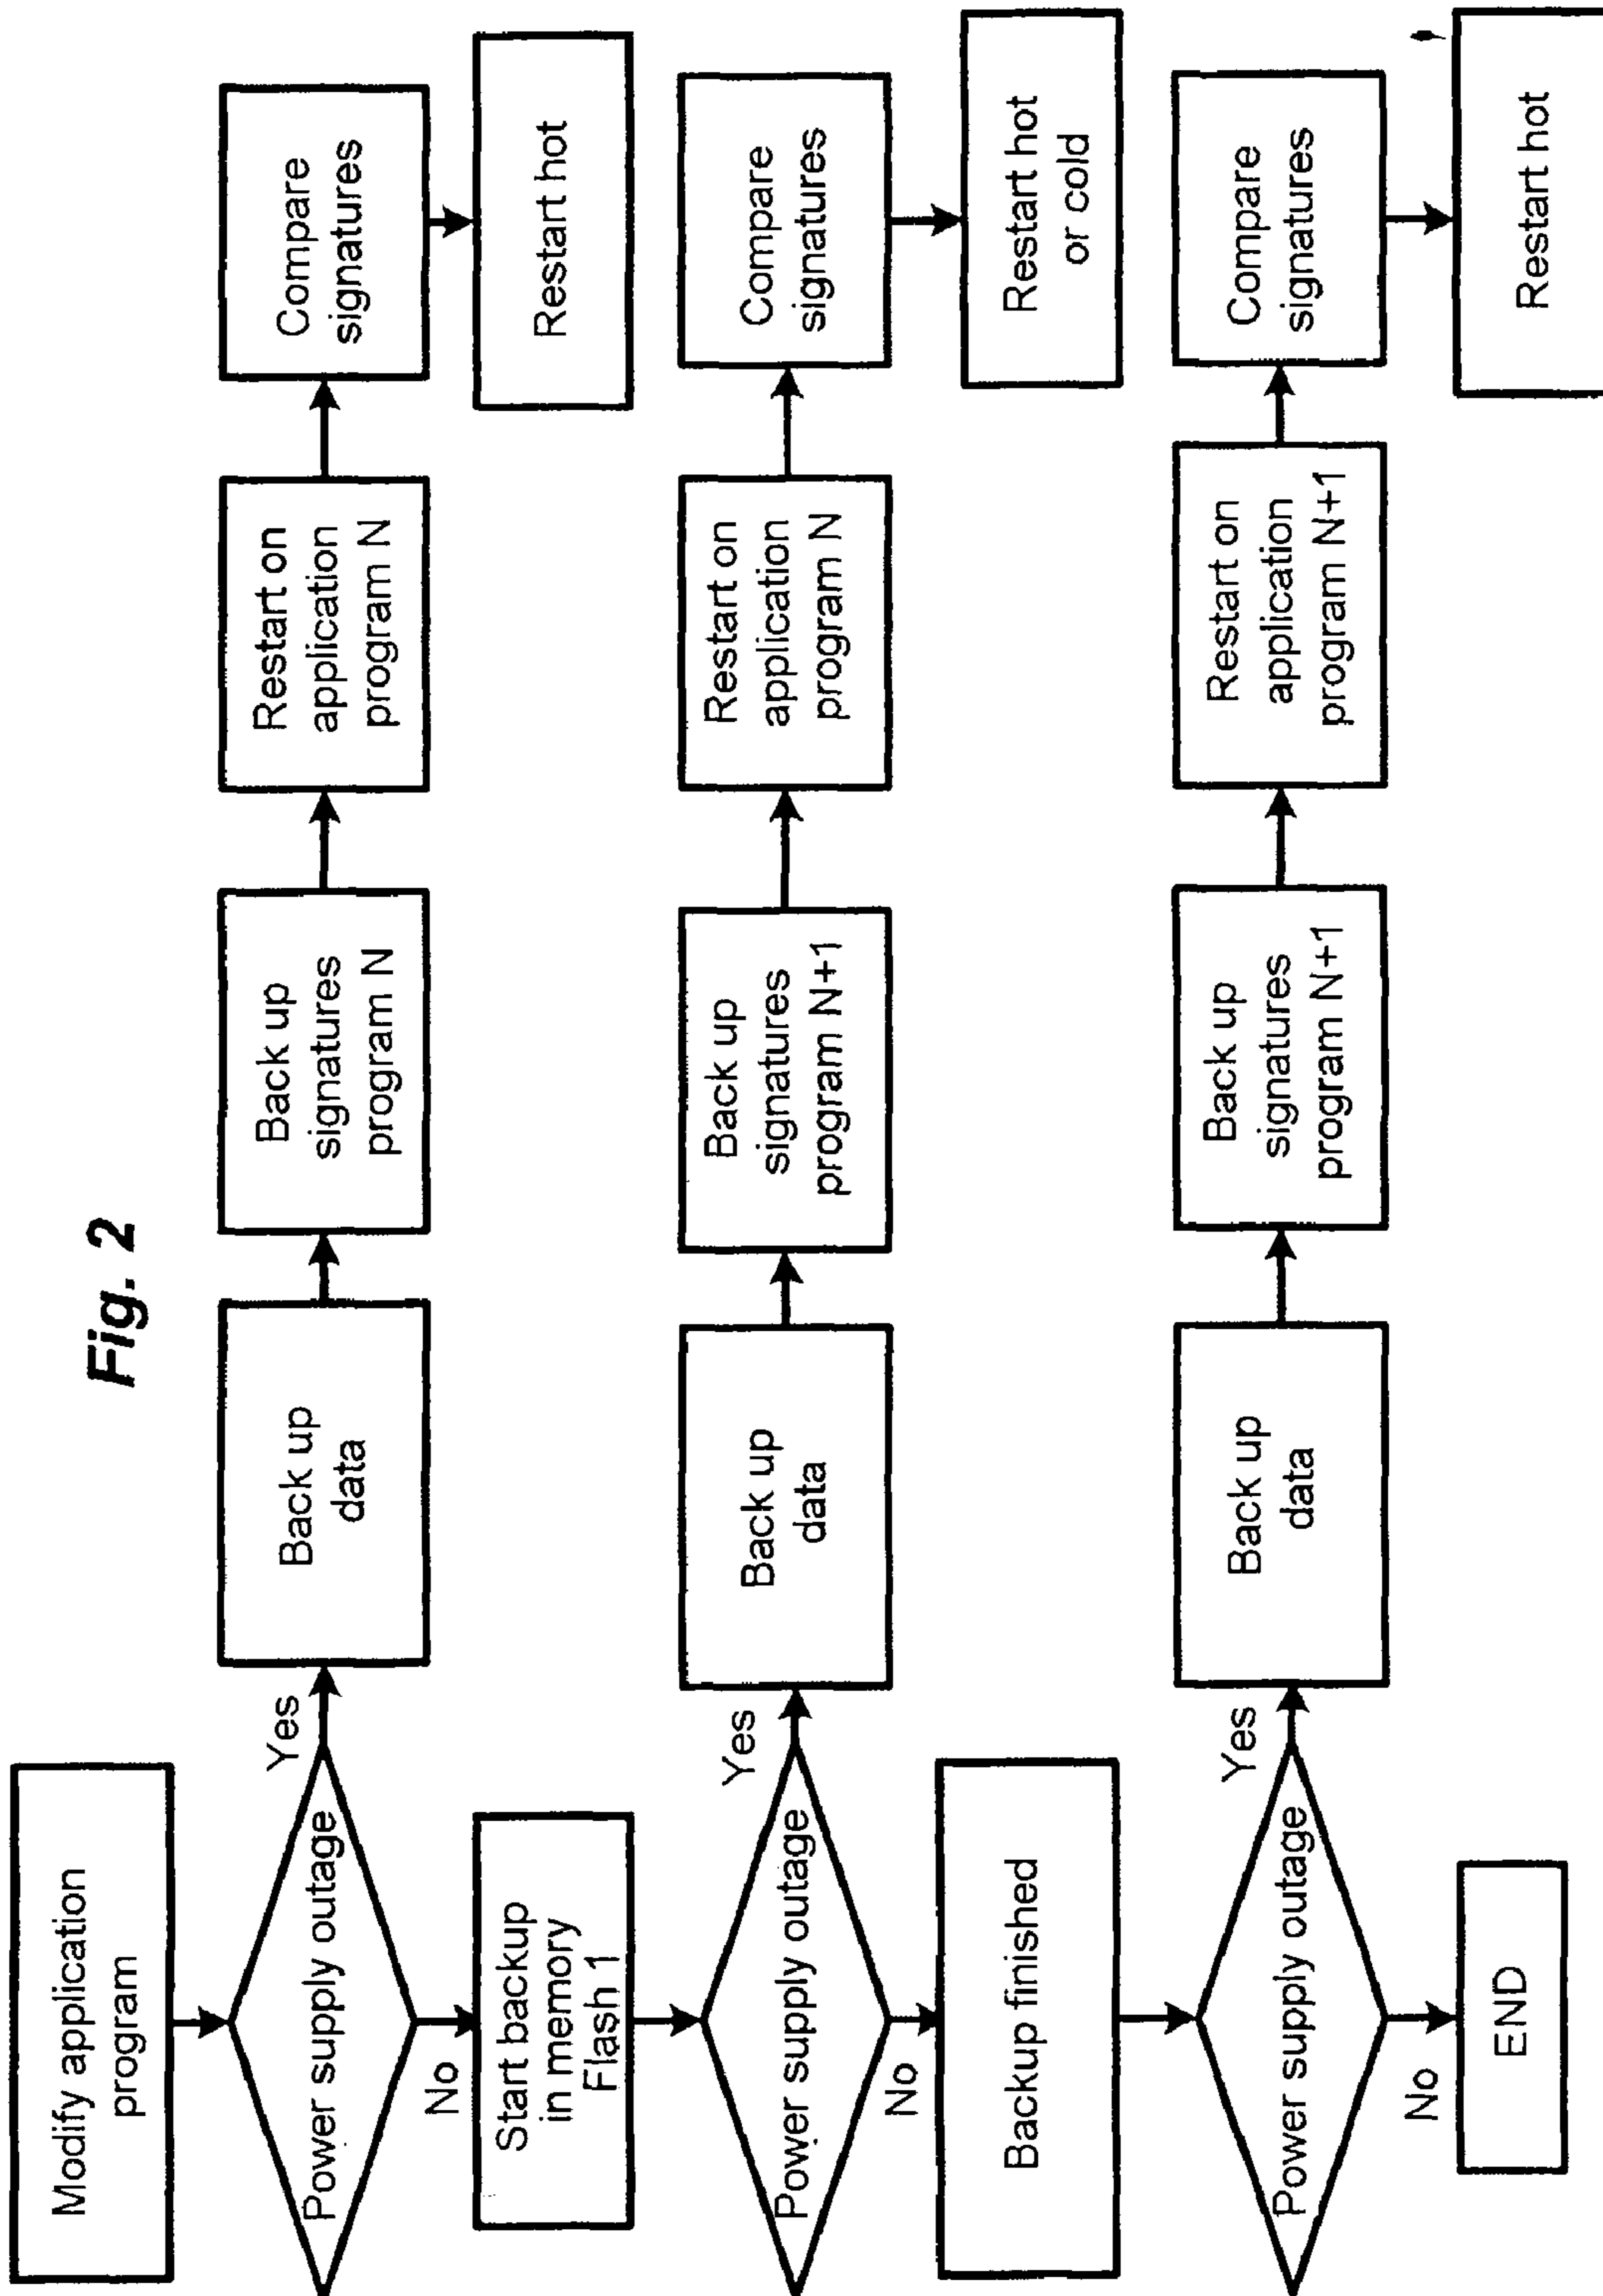 Fig. 2
Modify application
program
Power supply outage
Yes
Back up
data
Back up
signatures
program N
Restart on
application
program N
Compare
signatures
Restart hot
No
Start backup
in memory
Flash 1
Power supply outage
Yes
Back up
data
Back up
signatures
program N+1
Restart on
application
program N
Compare
signatures
Restart hot
or cold
No
Backup finished
Power supply outage
Yes
Back up
data
Back up
signatures
program N+1
Restart on
application
program N+1
Compare
signatures
Restart hot
No
END